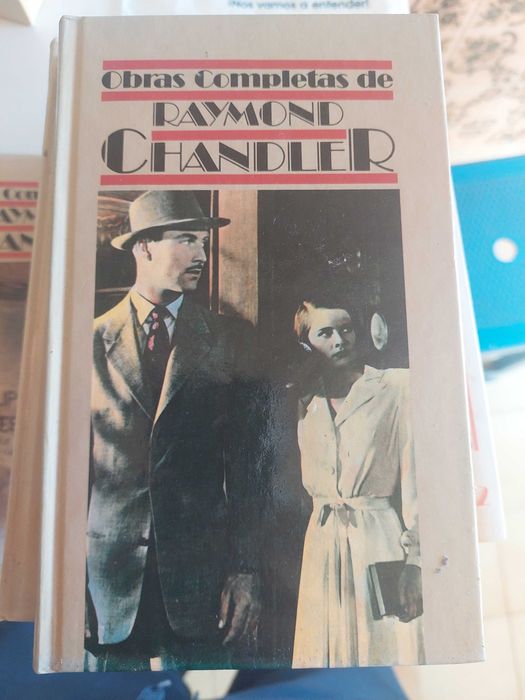 ¡Nos vamos a entender!
Obras Completas de
RAYMOND
CHANDLER